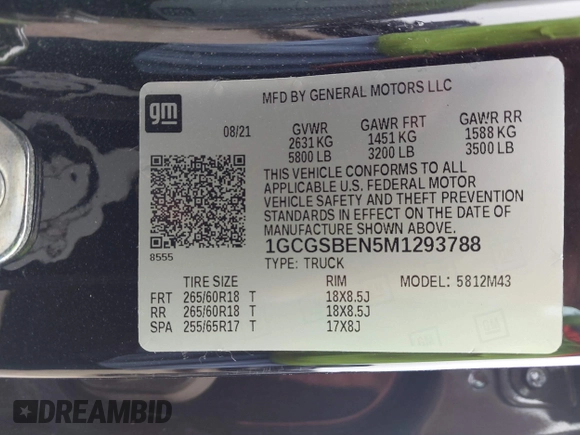 gm
MFD BY GENERAL MOTORS LLC
08/21 GVWR GAWR FRT GAWR RR
2631 KG 1451 KG 1588 KG
5800 LB 3200 LB 3500 LB
THIS VEHICLE CONFORMS TO ALL
APPLICABLE U.S. FEDERAL MOTOR
VEHICLE SAFETY AND THEFT PREVENTION
STANDARDS IN EFFECT ON THE DATE OF
MANUFACTURE SHOWN ABOVE.
8555 1GCGSBEN5M1293788
TYPE: TRUCK
TIRE SIZE RIM MODEL: 5812M43
FRT 265/60R18 T 18X8.5J
RR 265/60R18 T 18X8.5J
SPA 255/65R17 T 17X8J
DREAMBID